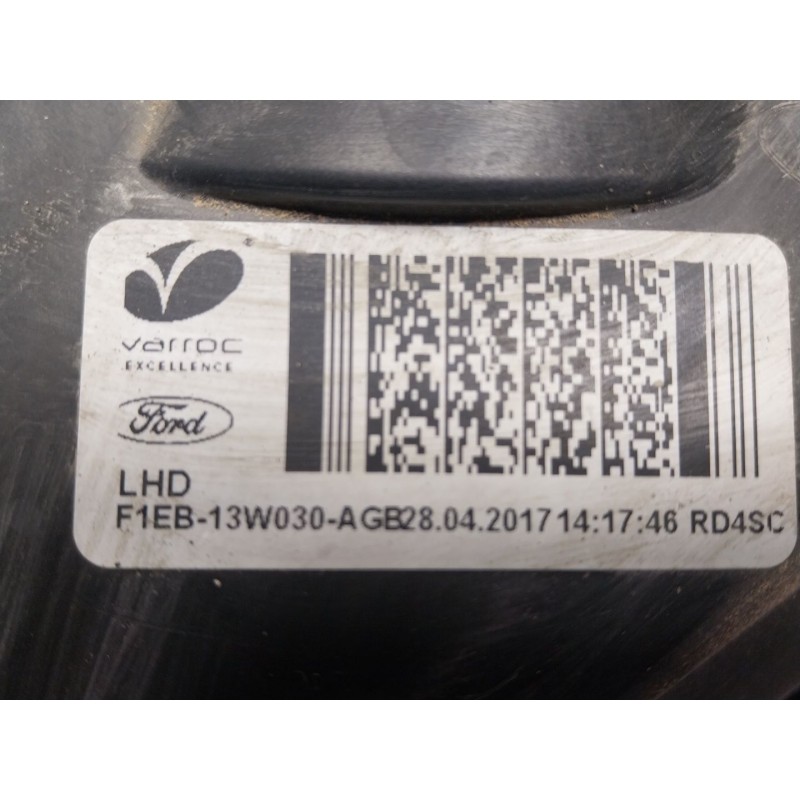 varroc
EXCELLENCE
Ford
LHD
F1EB-13W030-AGB28.04.2017 14:17:46 RD4SC